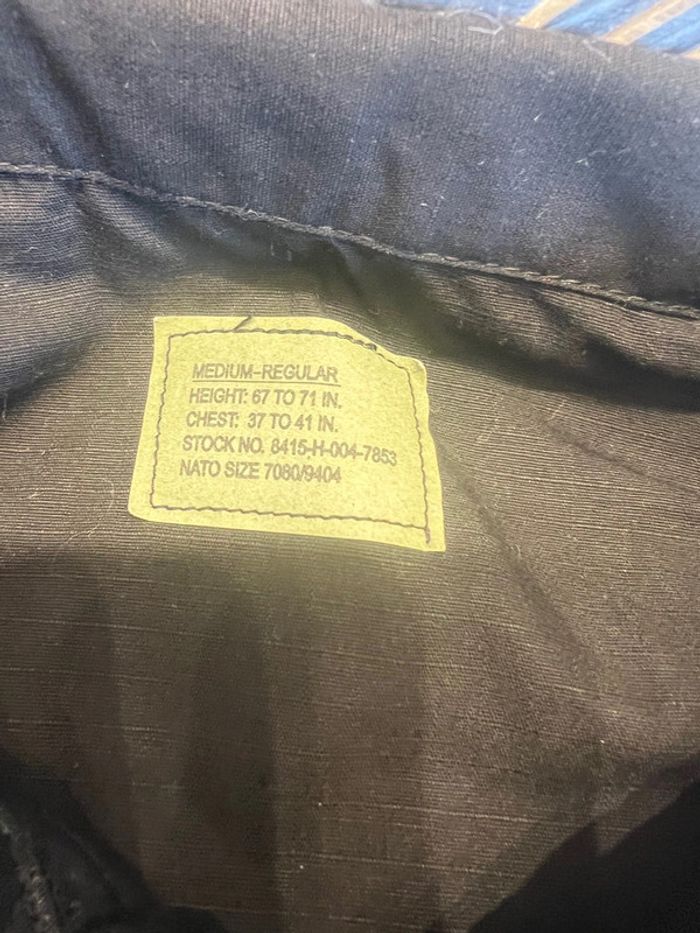 MEDIUM-REGULAR
HEIGHT: 67 TO 71 IN.
CHEST: 37 TO 41 IN.
STOCK NO. 8415-H-004-7853
NATO SIZE 7080/9404